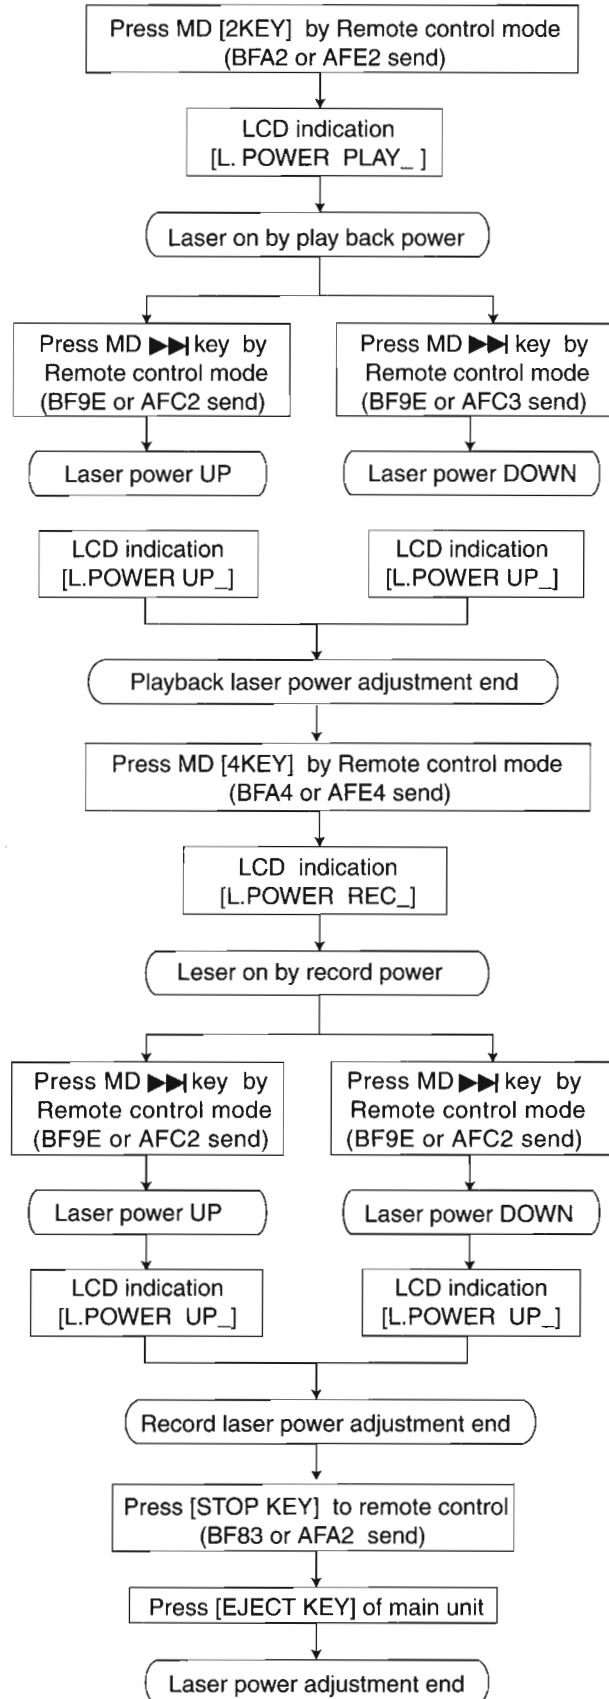 Press MD [2KEY] by Remote control mode
(BFA2 or AFE2 send)
LCD indication
[L. POWER PLAY_ ]
Laser on by play back power
Press MD ▶▶| key by
Remote control mode
(BF9E or AFC2 send)
Press MD ▶▶| key by
Remote control mode
(BF9E or AFC3 send)
Laser power UP
Laser power DOWN
LCD indication
[L.POWER UP_]
LCD indication
[L.POWER UP_]
Playback laser power adjustment end
Press MD [4KEY] by Remote control mode
(BFA4 or AFE4 send)
LCD indication
[L.POWER REC_]
Leser on by record power
Press MD ▶▶| key by
Remote control mode
(BF9E or AFC2 send)
Press MD ▶▶| key by
Remote control mode
(BF9E or AFC2 send)
Laser power UP
Laser power DOWN
LCD indication
[L.POWER UP_]
LCD indication
[L.POWER UP_]
Record laser power adjustment end
Press [STOP KEY] to remote control
(BF83 or AFA2 send)
Press [EJECT KEY] of main unit
Laser power adjustment end